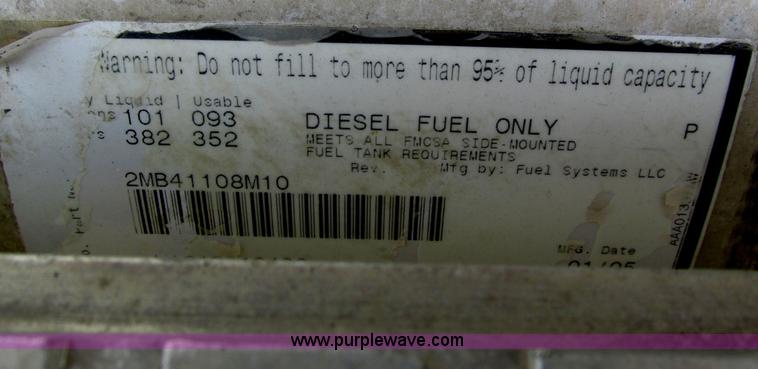 Warning: Do not fill to more than 95% of liquid capacity
y Liquid | Usable
101 093
382 352
DIESEL FUEL ONLY P
MEETS ALL FMCSA SIDE-MOUNTED
FUEL TANK REQUIREMENTS
Rev. Mfg by: Fuel Systems LLC
2MB41108M10
Part
AAA013
MFG. Date
www.purplewave.com